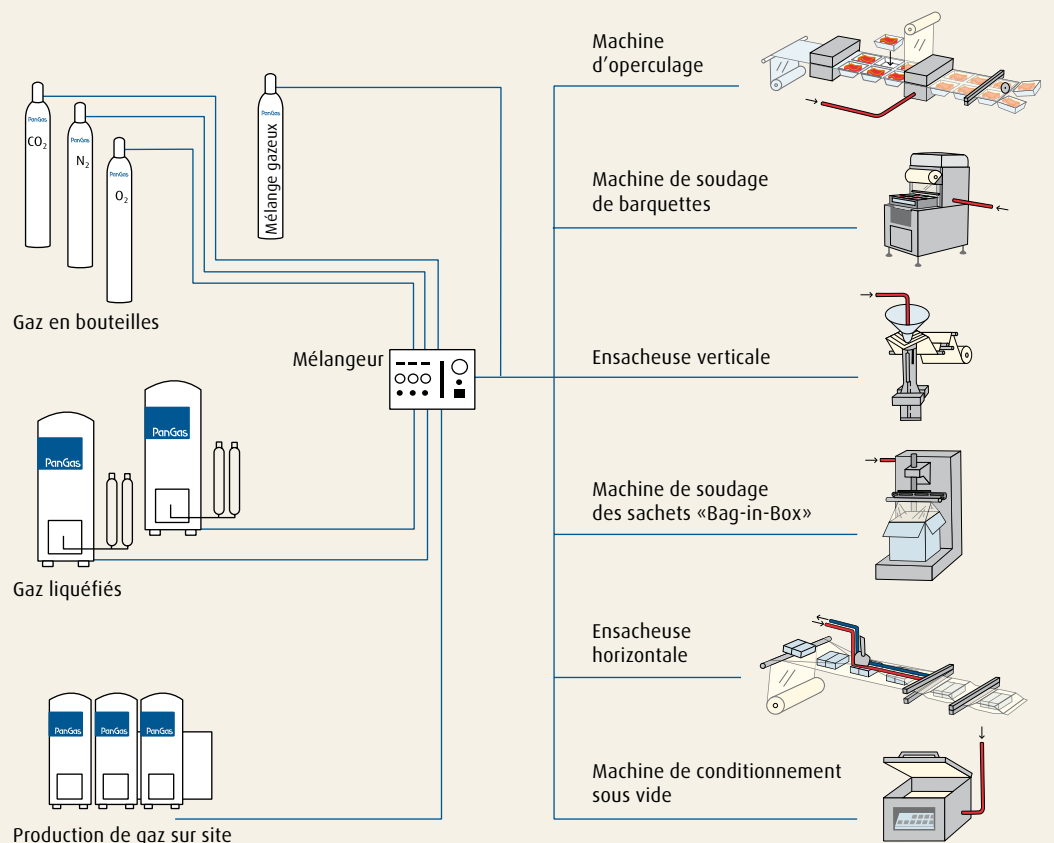 CO2
PanGas
N2
PanGas
O2
PanGas
Mélange gazeux
PanGas
Gaz en bouteilles
Mélangeur
PanGas
PanGas
Gaz liquéfiés
PanGas
PanGas
PanGas
Production de gaz sur site
Machine
d'operculage
Machine de soudage
de barquettes
Ensacheuse verticale
Machine de soudage
des sachets «Bag-in-Box»
Ensacheuse
horizontale
Machine de conditionnement
sous vide